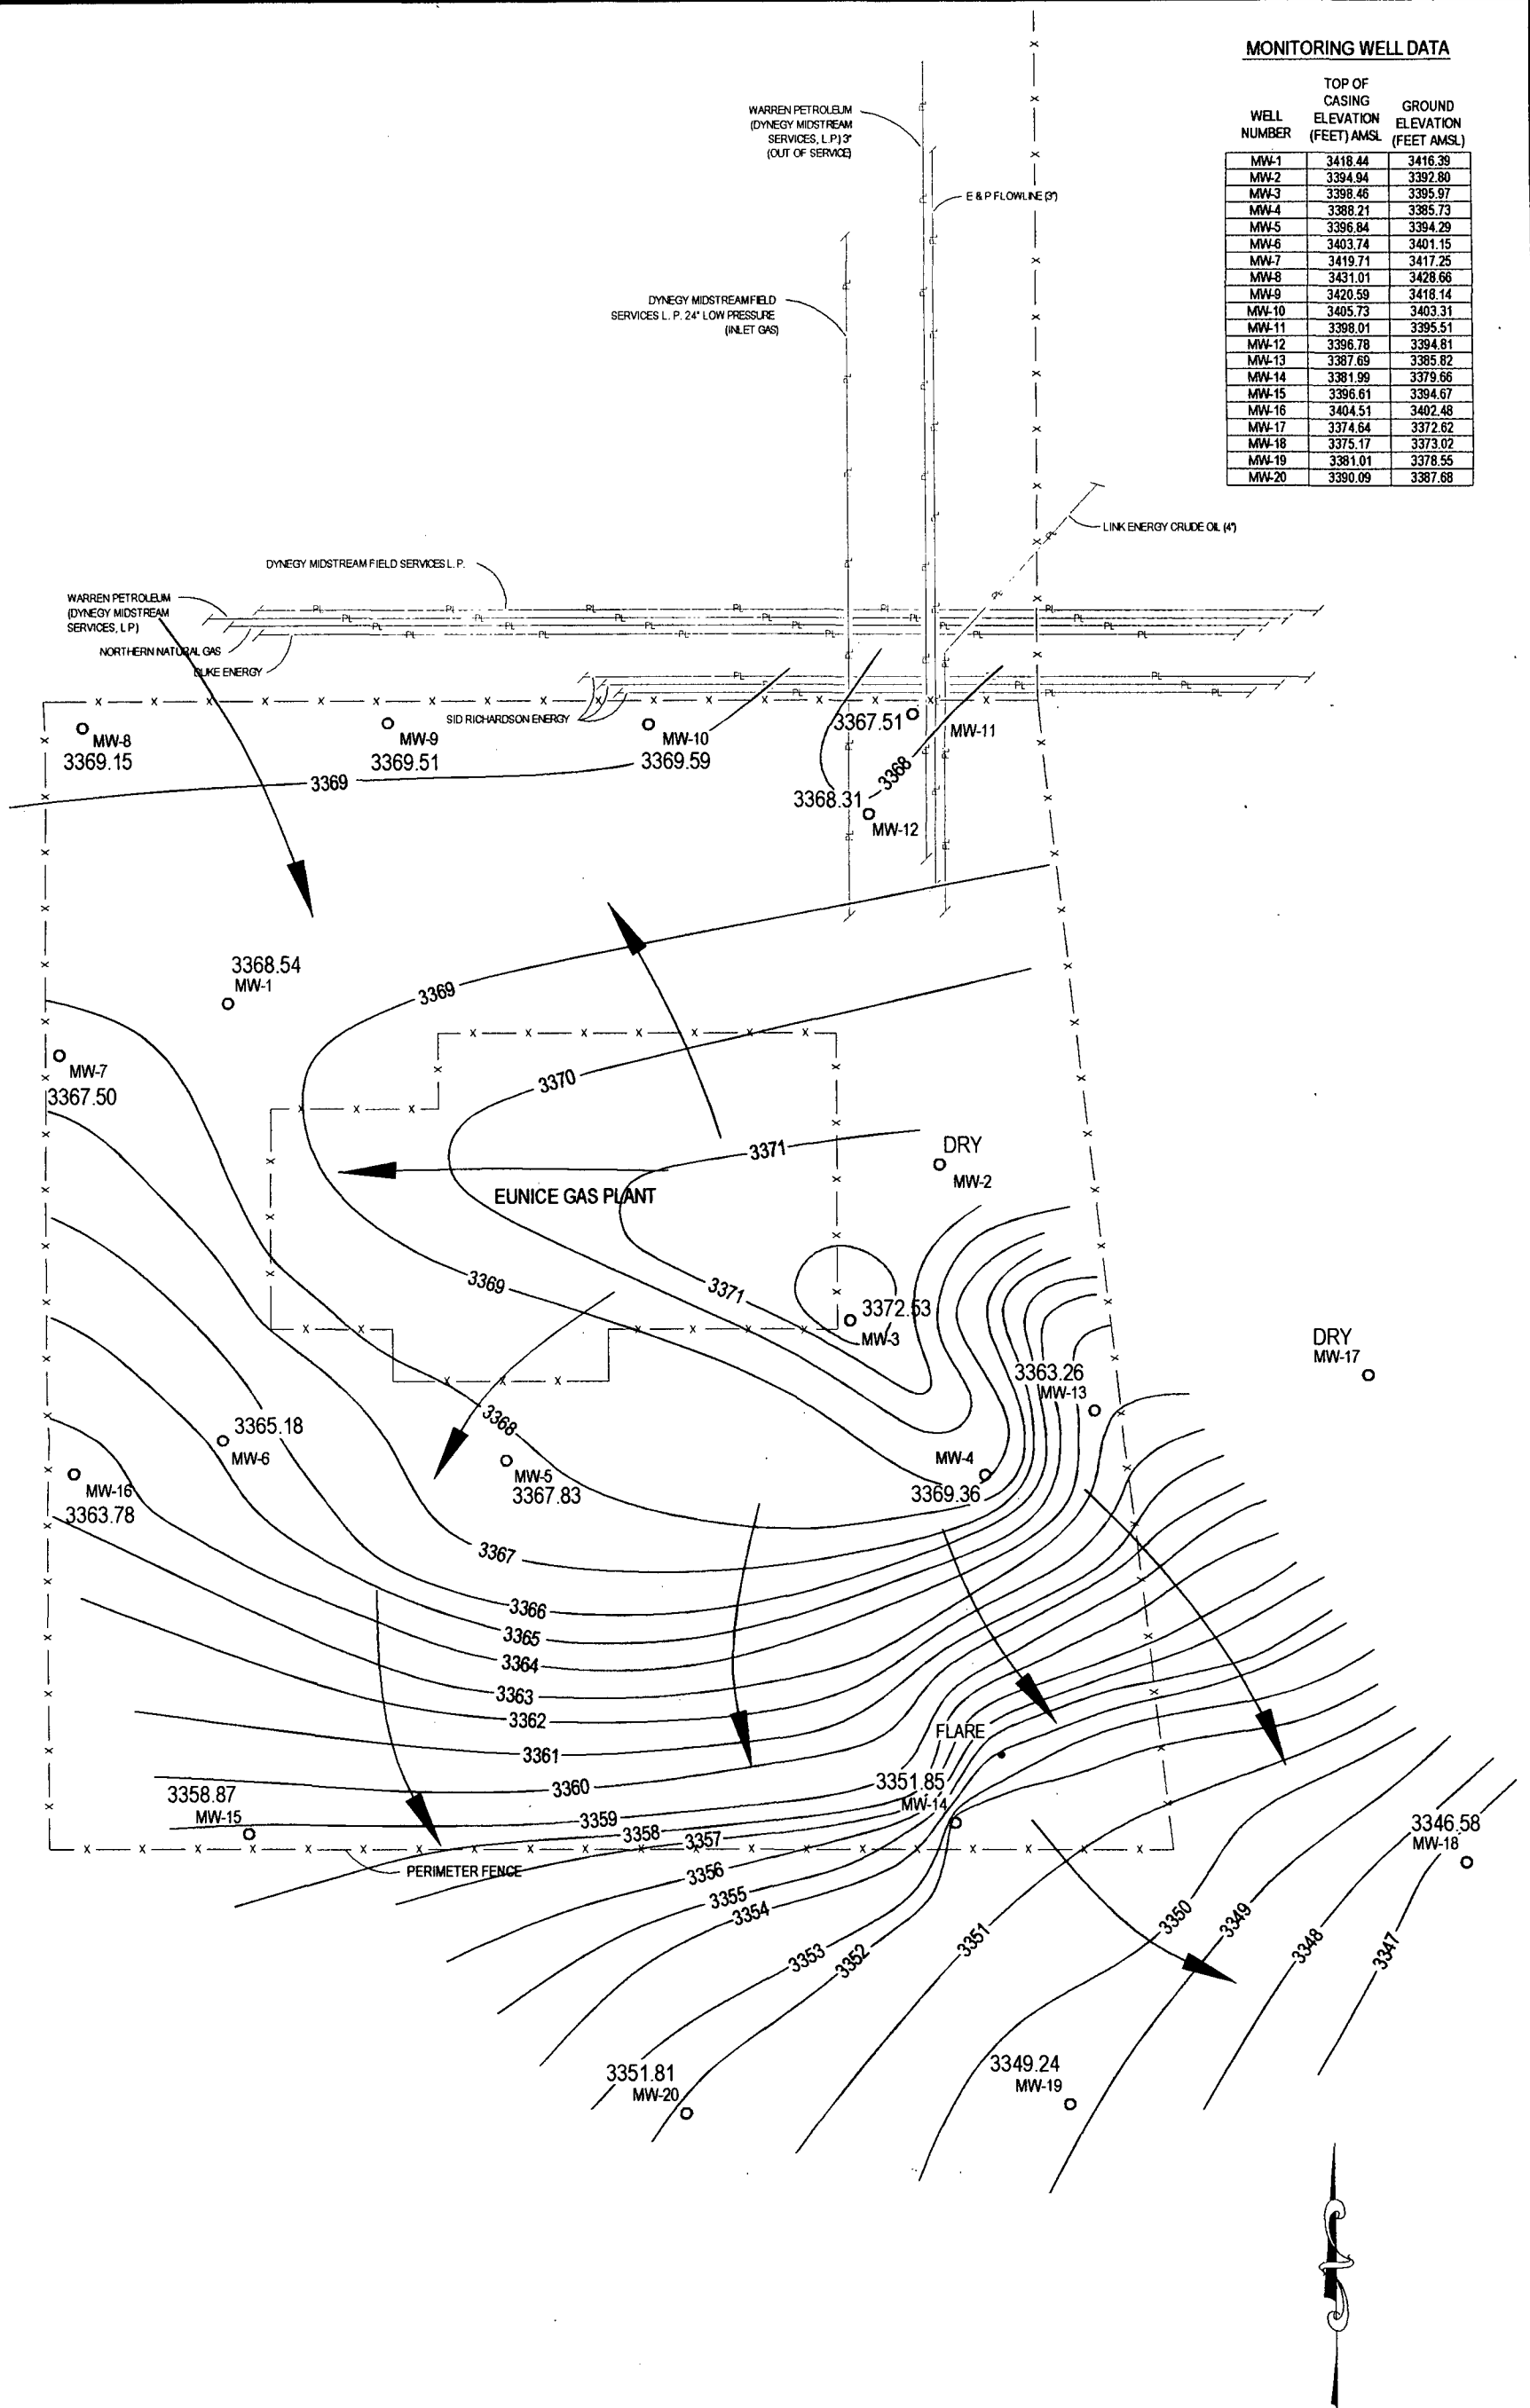 MONITORING WELL DATA
WELL NUMBER TOP OF CASING ELEVATION (FEET) AMSL GROUND ELEVATION (FEET AMSL)
MW-1 3418.44 3416.39
MW-2 3394.94 3392.80
MW-3 3398.46 3395.97
MW-4 3388.21 3385.73
MW-5 3396.84 3394.29
MW-6 3403.74 3401.15
MW-7 3419.71 3417.25
MW-8 3431.01 3428.66
MW-9 3420.59 3418.14
MW-10 3405.73 3403.31
MW-11 3398.01 3395.51
MW-12 3396.78 3394.81
MW-13 3387.69 3385.82
MW-14 3381.99 3379.66
MW-15 3396.61 3394.67
MW-16 3404.51 3402.48
MW-17 3374.64 3372.62
MW-18 3375.17 3373.02
MW-19 3381.01 3378.55
MW-20 3390.09 3387.68
WARREN PETROLEUM
(DYNEGY MIDSTREAM
SERVICES, L.P.) 3"
(OUT OF SERVICE)
E & P FLOWLINE (3")
DYNEGY MIDSTREAM FIELD
SERVICES L. P. 24" LOW PRESSURE
(INLET GAS)
LINK ENERGY CRUDE OIL (4")
DYNEGY MIDSTREAM FIELD SERVICES L. P.
WARREN PETROLEUM
(DYNEGY MIDSTREAM
SERVICES, L P)
NORTHERN NATURAL GAS
DUKE ENERGY
SID RICHARDSON ENERGY
MW-8
3369.15
MW-9
3369.51
MW-10
3369.59
3367.51
MW-11
3369
3368
3368.31
MW-12
3368.54
MW-1
3369
MW-7
3367.50
3370
3371
DRY
MW-2
EUNICE GAS PLANT
3369
3371
3372.53
MW-3
DRY
MW-17
3363.26
MW-13
3368
3365.18
MW-6
MW-5
3367.83
MW-4
3369.36
MW-16
3363.78
3367
3366
3365
3364
3363
3362
3361
3360
FLARE
3358.87
MW-15
3351.85
MW-14
3359
3358
3357
3346.58
MW-18
PERIMETER FENCE
3356
3355
3354
3353
3352
3351
3350
3349
3348
3347
3351.81
MW-20
3349.24
MW-19